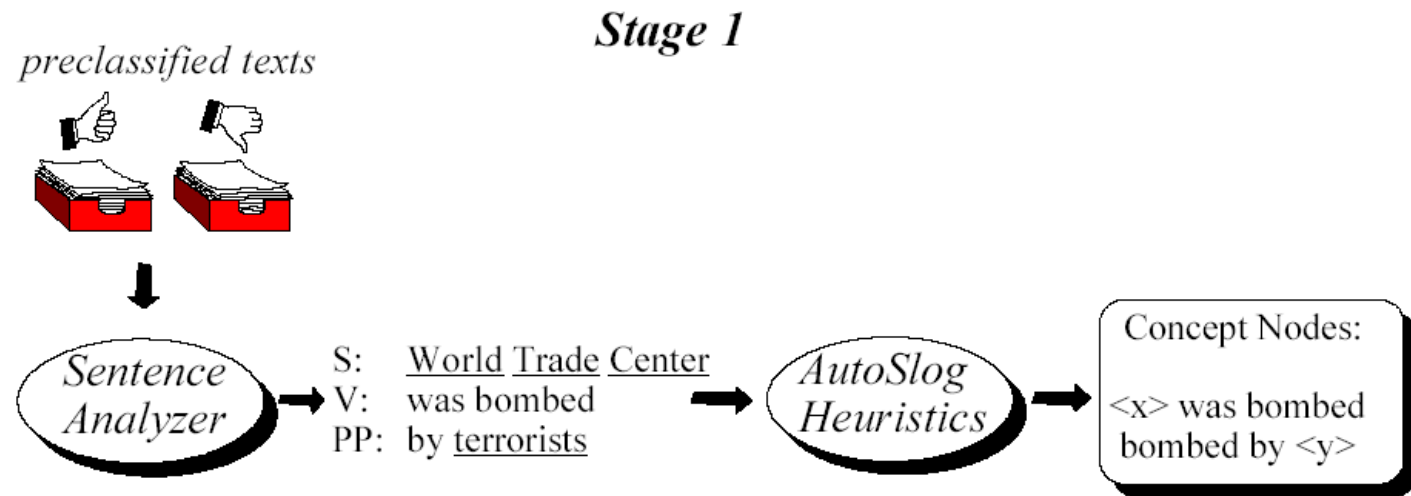 Stage 1
preclassified texts
Sentence
Analyzer
S: World Trade Center
V: was bombed
PP: by terrorists
AutoSlog
Heuristics
Concept Nodes:
<x> was bombed
bombed by <y>